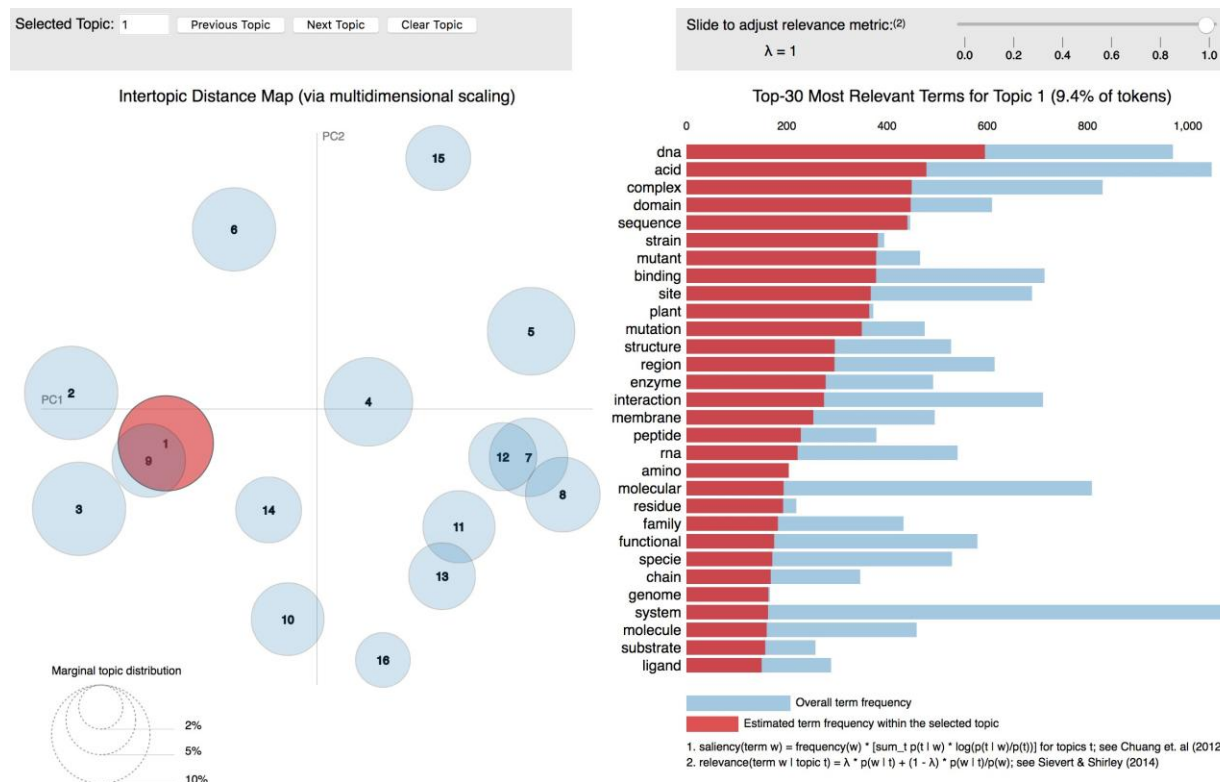 Selected Topic: 1 Previous Topic Next Topic Clear Topic
Slide to adjust relevance metric:(2)
λ = 1
0.0 0.2 0.4 0.6 0.8 1.0
Intertopic Distance Map (via multidimensional scaling)
PC2
15
6
5
2
PC1
4
1
9
12
7
8
3
14
11
13
10
16
Marginal topic distribution
2%
5%
10%
Top-30 Most Relevant Terms for Topic 1 (9.4% of tokens)
0 200 400 600 800 1,000
dna
acid
complex
domain
sequence
strain
mutant
binding
site
plant
mutation
structure
region
enzyme
interaction
membrane
peptide
rna
amino
molecular
residue
family
functional
specie
chain
genome
system
molecule
substrate
ligand
Overall term frequency
Estimated term frequency within the selected topic
1. saliency(term w) = frequency(w) * [sum_t p(t | w) * log(p(t | w)/p(t))] for topics t; see Chuang et. al (2012
2. relevance(term w | topic t) = λ * p(w | t) + (1 - λ) * p(w | t)/p(w); see Sievert & Shirley (2014)